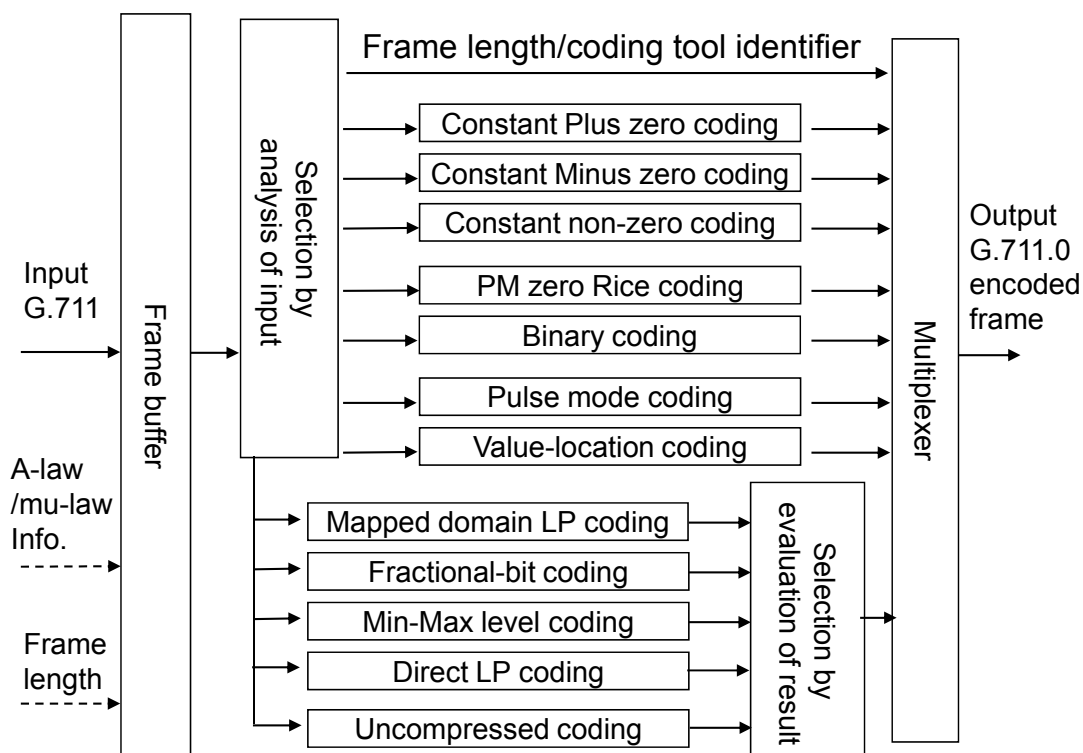 Frame length/coding tool identifier
Constant Plus zero coding
Constant Minus zero coding
Constant non-zero coding
PM zero Rice coding
Binary coding
Pulse mode coding
Value-location coding
Mapped domain LP coding
Fractional-bit coding
Min-Max level coding
Direct LP coding
Uncompressed coding
Input
G.711
A-law
/mu-law
Info.
Frame
length
Frame buffer
Selection by
analysis of input
Selection by
evaluation of result
Multiplexer
Output
G.711.0
encoded
frame